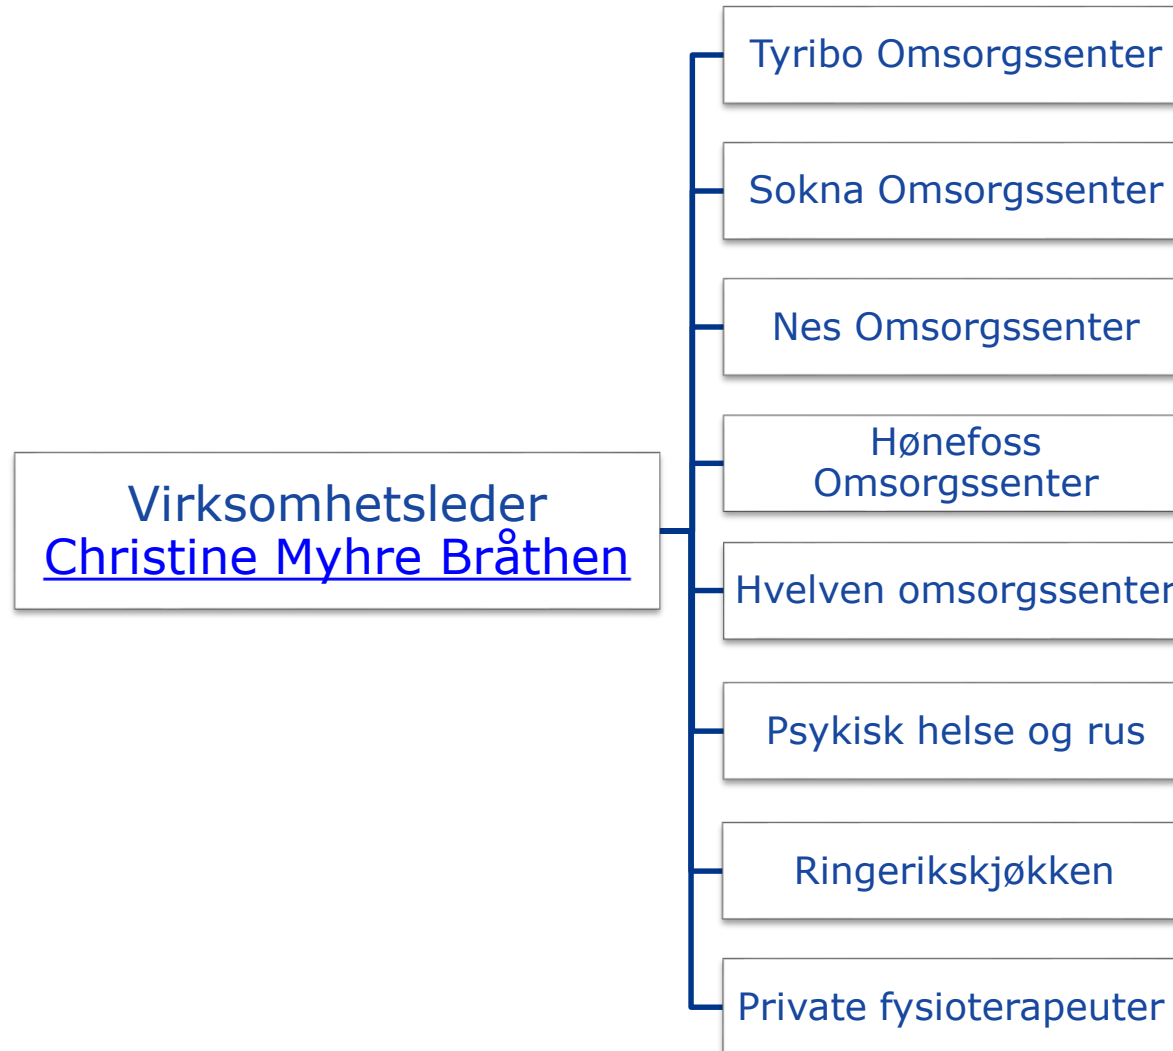 Tyribo Omsorgssenter
Sokna Omsorgssenter
Nes Omsorgssenter
Hønefoss
Omsorgssenter
Virksomhetsleder
Christine Myhre Bråthen
Hvelven omsorgssenter
Psykisk helse og rus
Ringerikskjøkken
Private fysioterapeuter